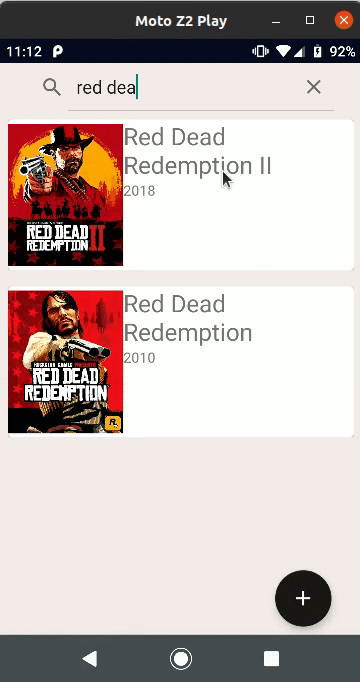 Moto Z2 Play
11:12
92%
red dea
Red Dead
Redemption II
2018
RED DEAD
REDEMPTION II
Red Dead
Redemption
2010
ROCKSTAR GAMES PRESENTS
RED DEAD
REDEMPTION
R